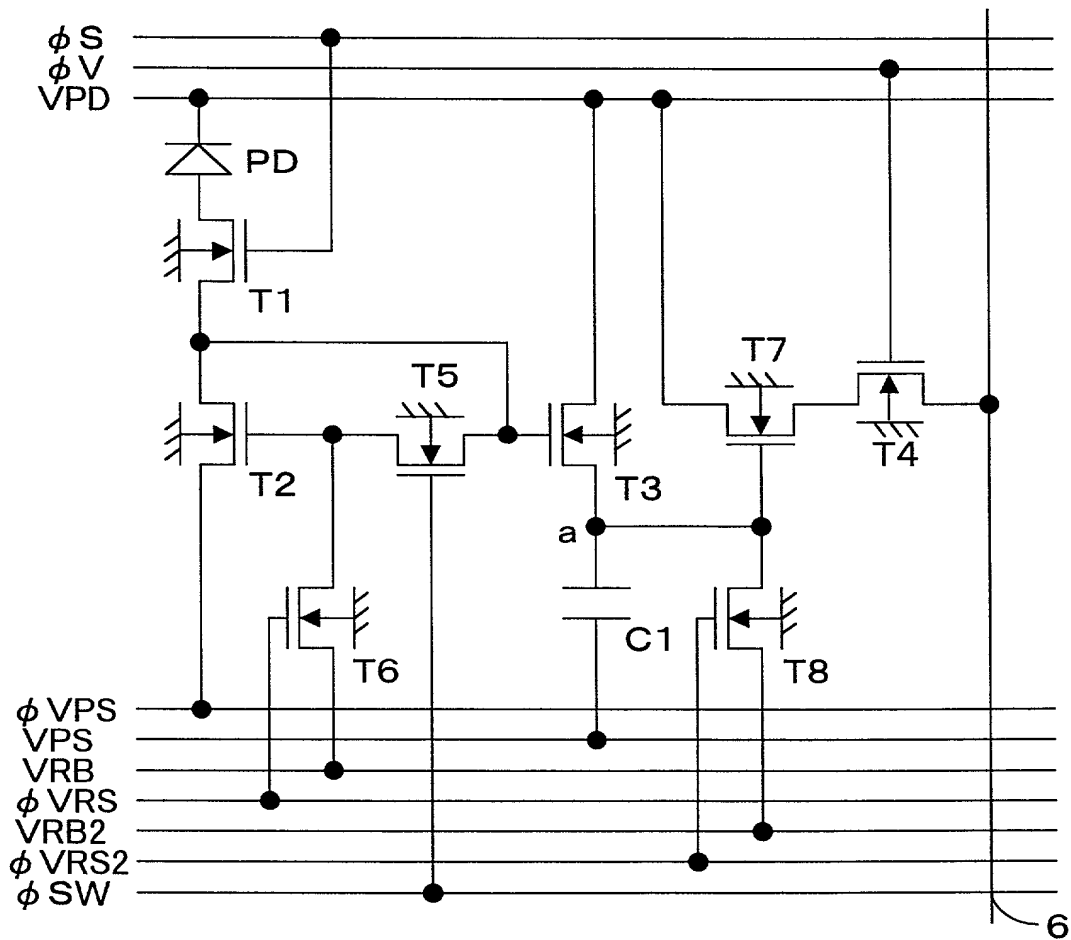 φS
φV
VPD
PD
T1
T7
T5
T4
T2
T3
a
C1
T6
T8
φVPS
VPS
VRB
φVRS
VRB2
φVRS2
φSW
6